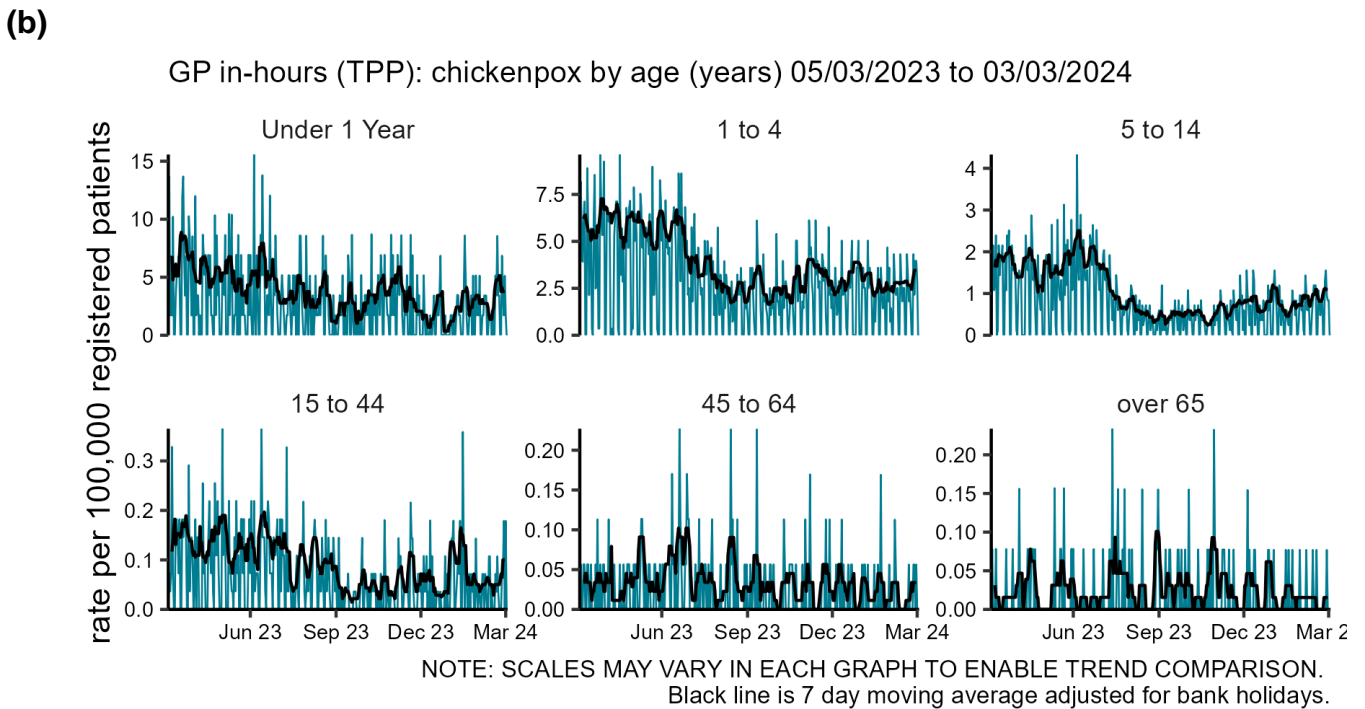 (b)
GP in-hours (TPP): chickenpox by age (years) 05/03/2023 to 03/03/2024
rate per 100,000 registered patients
Under 1 Year
1 to 4
5 to 14
15
10
5
0
7.5
5.0
2.5
0.0
4
3
2
1
0
15 to 44
45 to 64
over 65
0.3
0.2
0.1
0.0
0.20
0.15
0.10
0.05
0.00
0.20
0.15
0.10
0.05
0.00
Jun 23 Sep 23 Dec 23 Mar 24
Jun 23 Sep 23 Dec 23 Mar 24
Jun 23 Sep 23 Dec 23 Mar 2
NOTE: SCALES MAY VARY IN EACH GRAPH TO ENABLE TREND COMPARISON.
Black line is 7 day moving average adjusted for bank holidays.